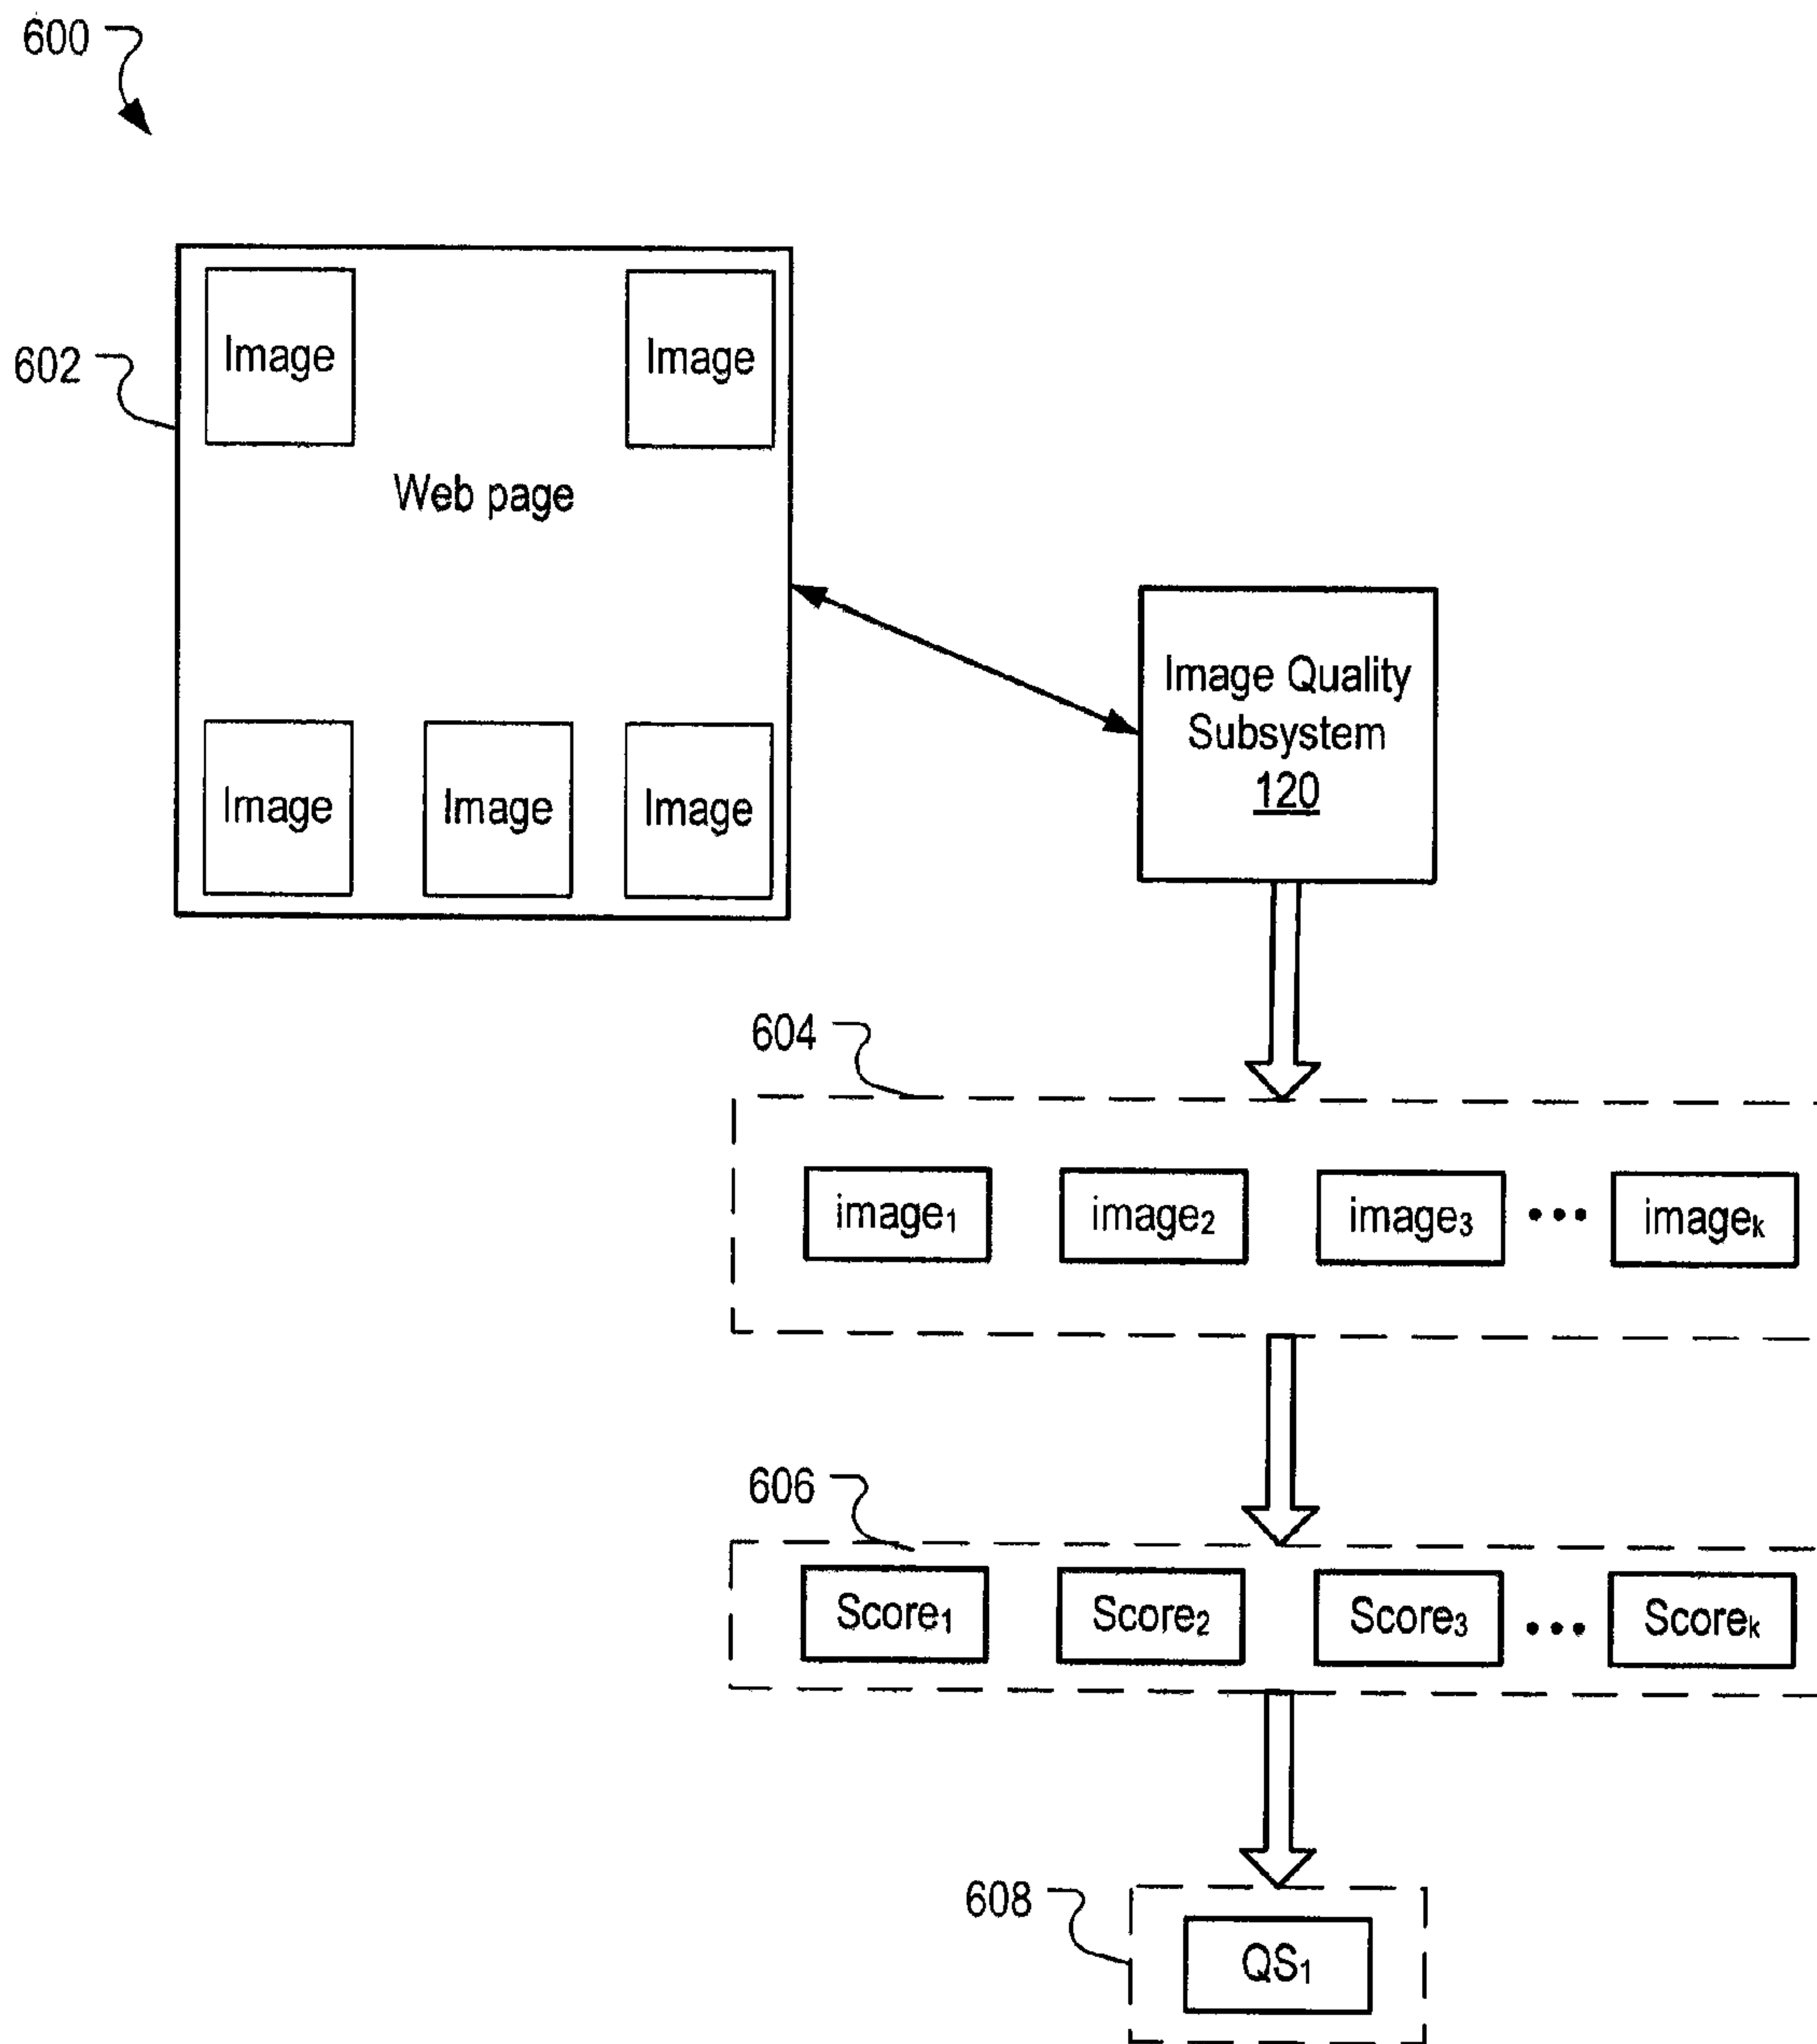 600
602
Image Image
Web page
Image Image Image
Image Quality
Subsystem
120
604
image₁ image₂ image₃ ••• imageₖ
606
Score₁ Score₂ Score₃ ••• Scoreₖ
608
QS₁